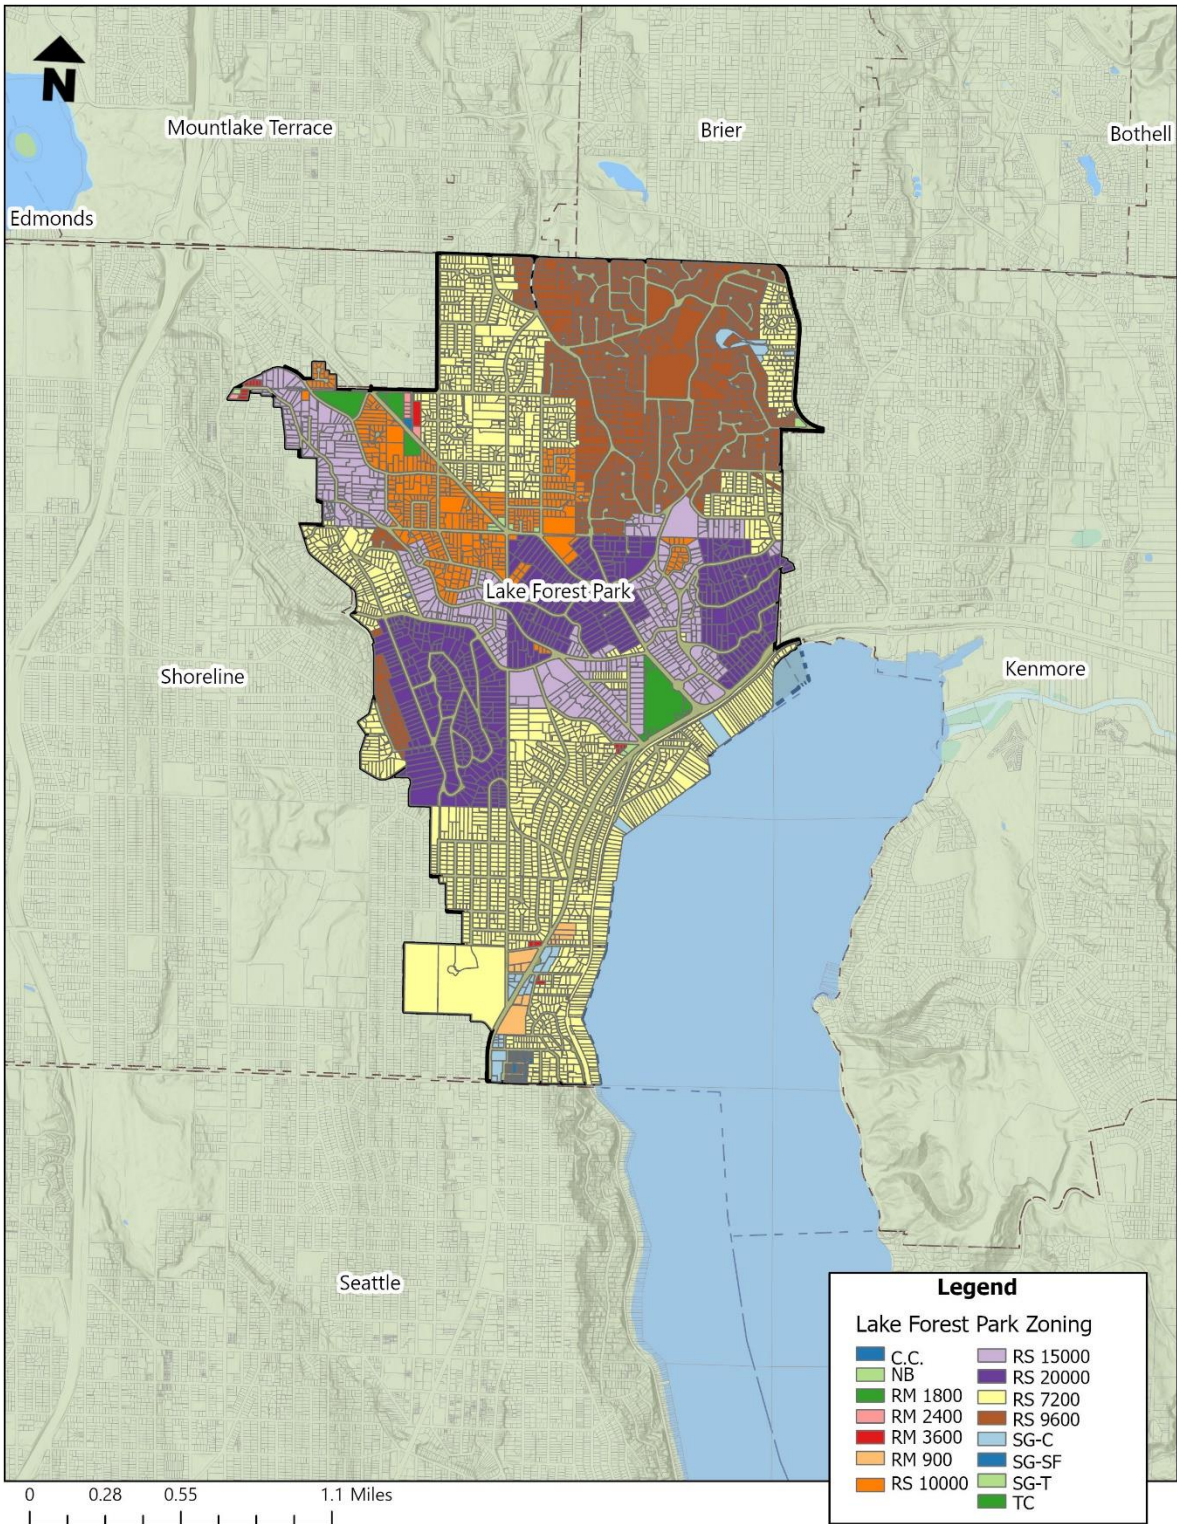 N
Mountlake Terrace
Brier
Bothell
Edmonds
Lake Forest Park
Shoreline
Kenmore
Seattle
Legend
Lake Forest Park Zoning
C.C.
NB
RM 1800
RM 2400
RM 3600
RM 900
RS 10000
RS 15000
RS 20000
RS 7200
RS 9600
SG-C
SG-SF
SG-T
TC
0 0.28 0.55 1.1 Miles